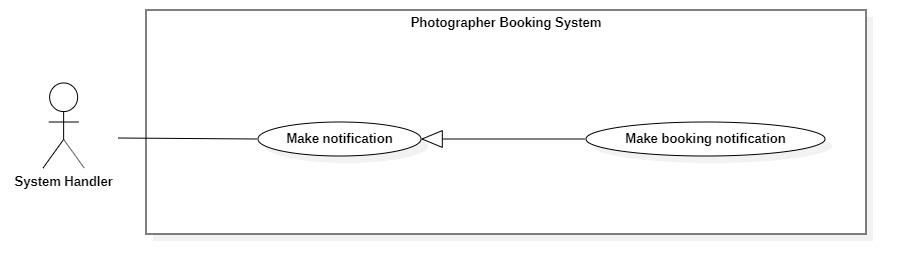 Photographer Booking System
Make notification
Make booking notification
System Handler